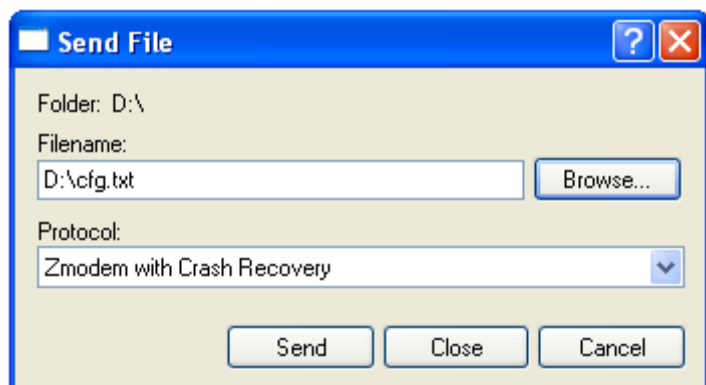 Send File
Folder: D:\
Filename:
D:\cfg.txt
Browse...
Protocol:
Zmodem with Crash Recovery
Send Close Cancel